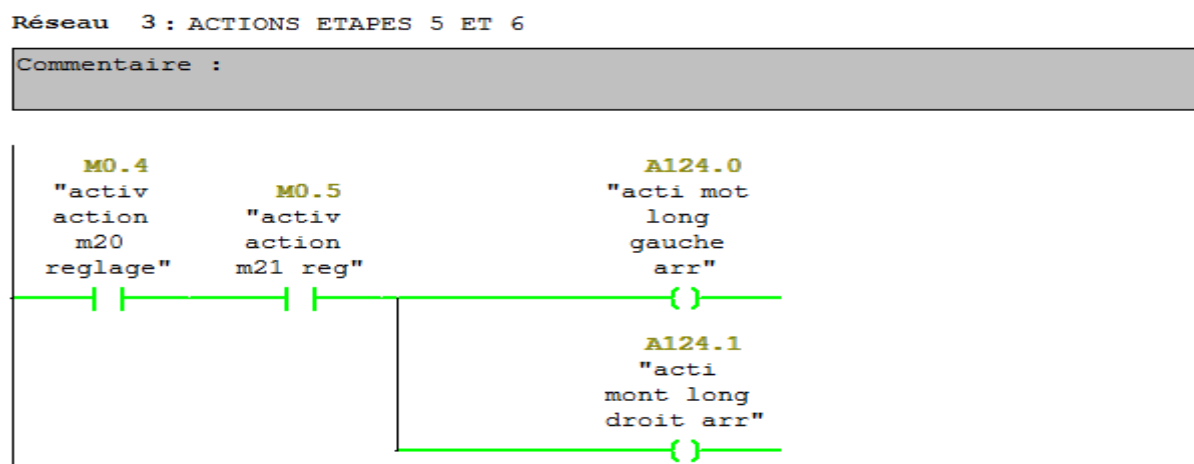 Réseau 3 : ACTIONS ETAPES 5 ET 6
Commentaire :
M0.4
"activ
action
m20
reglage"
M0.5
"activ
action
m21 reg"
A124.0
"acti mot
long
gauche
arr"
A124.1
"acti
mont long
droit arr"